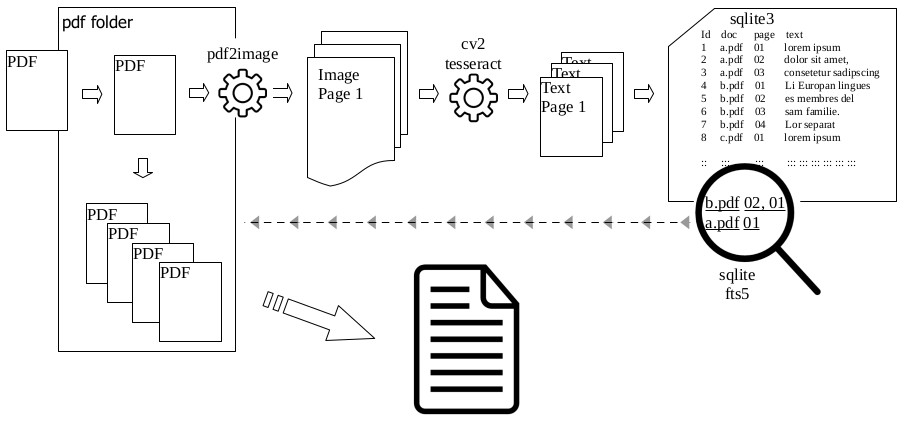 pdf folder
PDF
PDF
pdf2image
Image
Page 1
cv2
tesseract
Text
Text
Text
Page 1
sqlite3
Id doc page text
1 a.pdf 01 lorem ipsum
2 a.pdf 02 dolor sit amet,
3 a.pdf 03 consetetur sadipscing
4 b.pdf 01 Li Europan lingues
5 b.pdf 02 es membres del
6 b.pdf 03 sam familie.
7 b.pdf 04 Lor separat
8 c.pdf 01 lorem ipsum
:: ::: ::: ::: ::: ::: ::: ::: :::
b.pdf 02, 01
a.pdf 01
sqlite
fts5
PDF
PDF
PDF
PDF